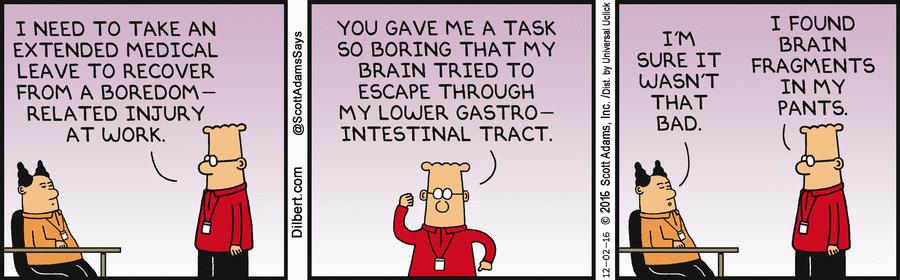 I NEED TO TAKE AN
EXTENDED MEDICAL
LEAVE TO RECOVER
FROM A BOREDOM–
RELATED INJURY
AT WORK.
Dilbert.com @ScottAdamsSays
YOU GAVE ME A TASK
SO BORING THAT MY
BRAIN TRIED TO
ESCAPE THROUGH
MY LOWER GASTRO–
INTESTINAL TRACT.
12-02-16 © 2016 Scott Adams, Inc. /Dist. by Universal Uclick
I'M
SURE IT
WASN'T
THAT
BAD.
I FOUND
BRAIN
FRAGMENTS
IN MY
PANTS.